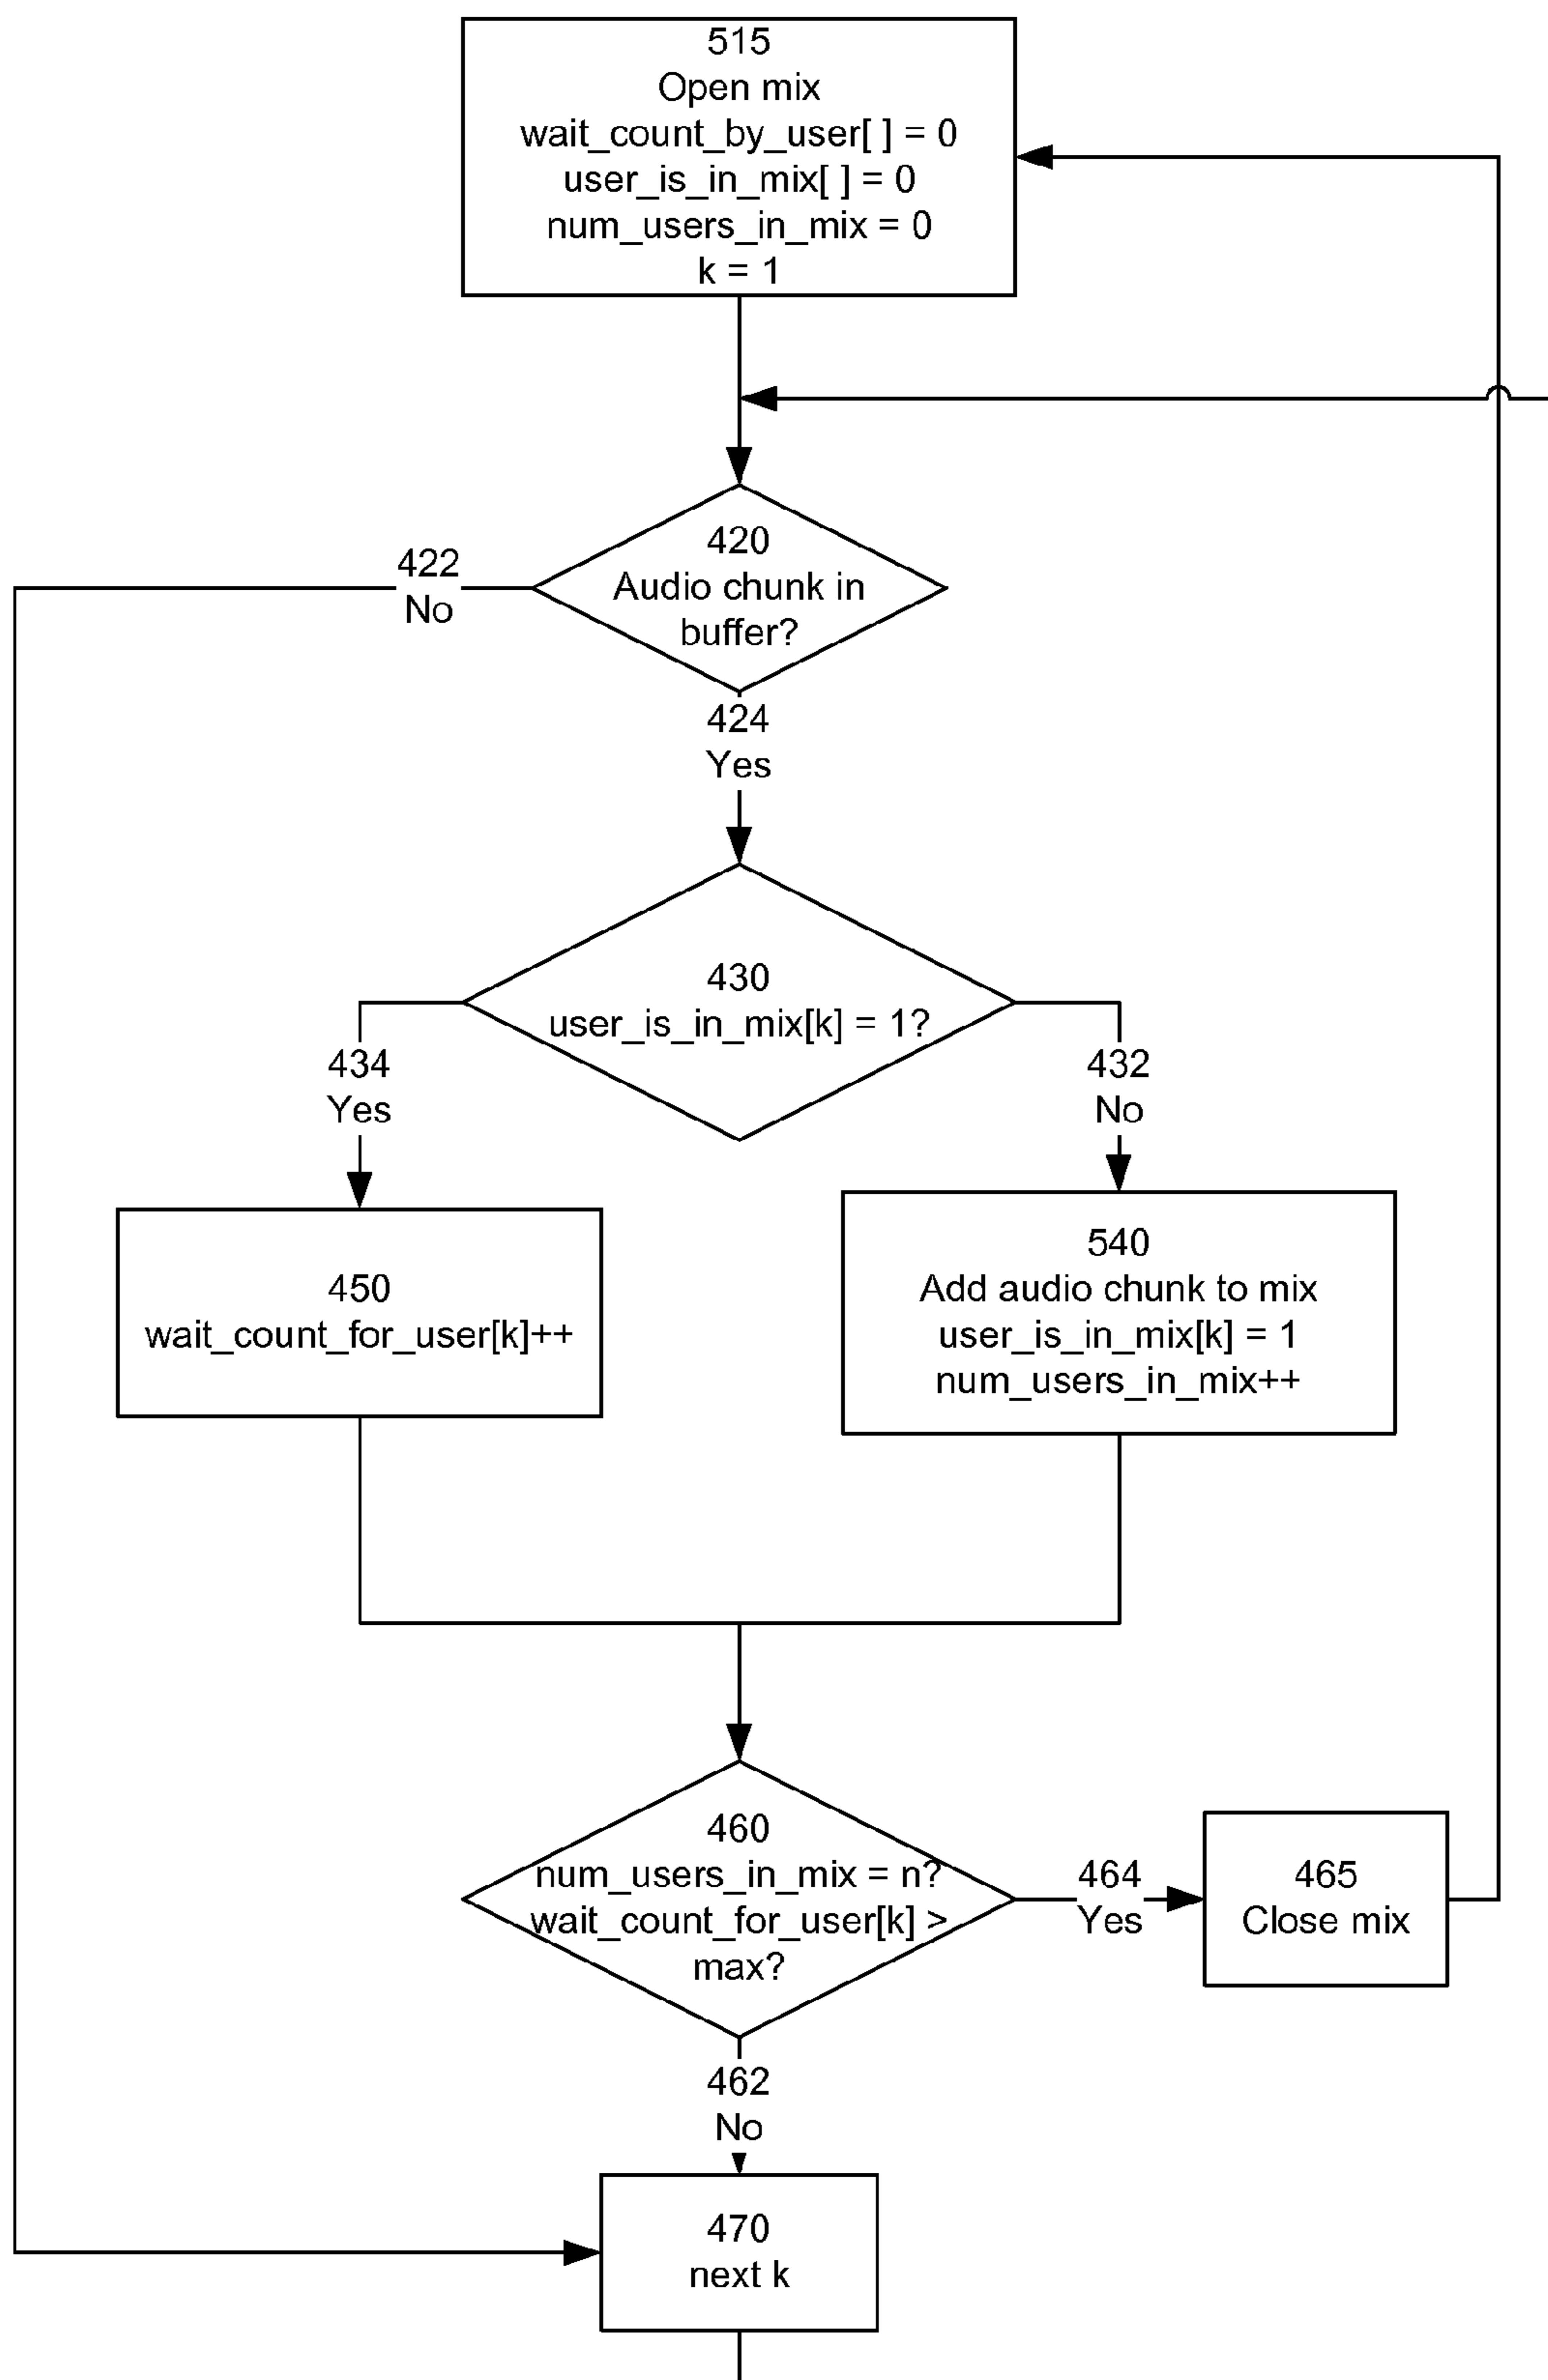 515
Open mix
wait_count_by_user[ ] = 0
user_is_in_mix[ ] = 0
num_users_in_mix = 0
k = 1
420
Audio chunk in
buffer?
422
No
424
Yes
430
user_is_in_mix[k] = 1?
434
Yes
432
No
450
wait_count_for_user[k]++
540
Add audio chunk to mix
user_is_in_mix[k] = 1
num_users_in_mix++
460
num_users_in_mix = n?
wait_count_for_user[k] >
max?
464
Yes
465
Close mix
462
No
470
next k